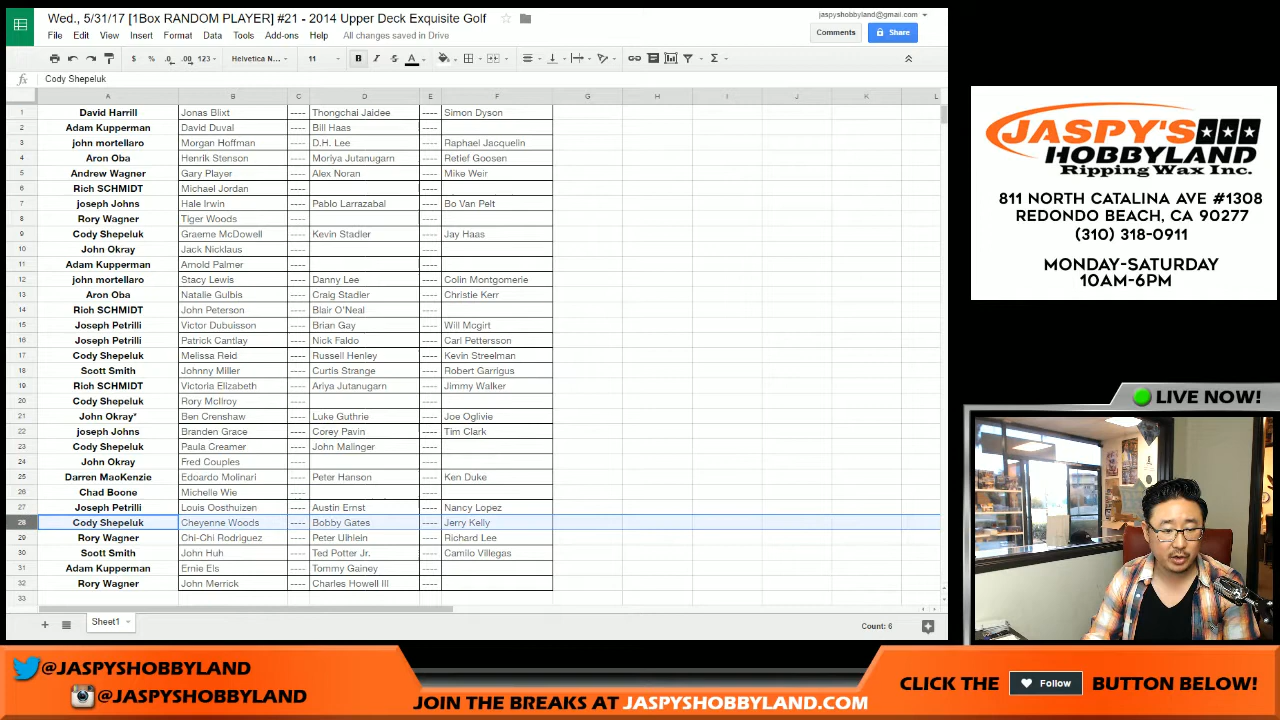 Wed., 5/31/17 [1Box RANDOM PLAYER] #21 - 2014 Upper Deck Exquisite Golf
jaspyshobbyland@gmail.com
File Edit View Insert Format Data Tools Add-ons Help All changes saved in Drive
Comments Share
$ % .0 .00 123 Helvetica N... 11 B I S A Σ
fx Cody Shepeluk
A B C D E F G H I J K L
1 David Harrill Jonas Blixt ---- Thongchai Jaidee ---- Simon Dyson
2 Adam Kupperman David Duval ---- Bill Haas ----
3 john mortellaro Morgan Hoffman ---- D.H. Lee ---- Raphael Jacquelin
4 Aron Oba Henrik Stenson ---- Moriya Jutanugarn ---- Retief Goosen
5 Andrew Wagner Gary Player ---- Alex Noran ---- Mike Weir
6 Rich SCHMIDT Michael Jordan ---- ----
7 joseph Johns Hale Irwin ---- Pablo Larrazabal ---- Bo Van Pelt
8 Rory Wagner Tiger Woods ---- ----
9 Cody Shepeluk Graeme McDowell ---- Kevin Stadler ---- Jay Haas
10 John Okray Jack Nicklaus ---- ----
11 Adam Kupperman Arnold Palmer ---- ----
12 john mortellaro Stacy Lewis ---- Danny Lee ---- Colin Montgomerie
13 Aron Oba Natalie Gulbis ---- Craig Stadler ---- Christie Kerr
14 Rich SCHMIDT John Peterson ---- Blair O'Neal ----
15 Joseph Petrilli Victor Dubuisson ---- Brian Gay ---- Will Mcgirt
16 Joseph Petrilli Patrick Cantlay ---- Nick Faldo ---- Carl Pettersson
17 Cody Shepeluk Melissa Reid ---- Russell Henley ---- Kevin Streelman
18 Scott Smith Johnny Miller ---- Curtis Strange ---- Robert Garrigus
19 Rich SCHMIDT Victoria Elizabeth ---- Ariya Jutanugarn ---- Jimmy Walker
20 Cody Shepeluk Rory McIlroy ---- ----
21 John Okray* Ben Crenshaw ---- Luke Guthrie ---- Joe Oglivie
22 joseph Johns Branden Grace ---- Corey Pavin ---- Tim Clark
23 Cody Shepeluk Paula Creamer ---- John Malinger ----
24 John Okray Fred Couples ---- ----
25 Darren MacKenzie Edoardo Molinari ---- Peter Hanson ---- Ken Duke
26 Chad Boone Michelle Wie ---- ----
27 Joseph Petrilli Louis Oosthuizen ---- Austin Ernst ---- Nancy Lopez
28 Cody Shepeluk Cheyenne Woods ---- Bobby Gates ---- Jerry Kelly
29 Rory Wagner Chi-Chi Rodriguez ---- Peter Uihlein ---- Richard Lee
30 Scott Smith John Huh ---- Ted Potter Jr. ---- Camilo Villegas
31 Adam Kupperman Ernie Els ---- Tommy Gainey ----
32 Rory Wagner John Merrick ---- Charles Howell III ----
33
Sheet1 Count: 6
JASPY'S
HOBBYLAND
Ripping Wax Inc.
811 NORTH CATALINA AVE #1308
REDONDO BEACH, CA 90277
(310) 318-0911
MONDAY-SATURDAY
10AM-6PM
LIVE NOW!
@JASPYSHOBBYLAND
@JASPYSHOBBYLAND
JOIN THE BREAKS AT JASPYSHOBBYLAND.COM
CLICK THE Follow BUTTON BELOW!